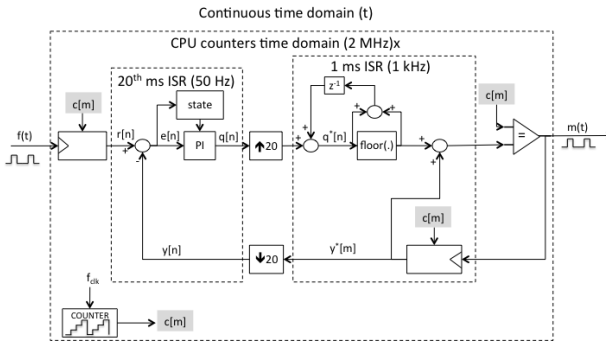 Continuous time domain (t)
CPU counters time domain (2 MHz)x
20th ms ISR (50 Hz)
1 ms ISR (1 kHz)
z-1
state
c[m]
c[m]
f(t)
r[n]
e[n]
PI
q[n]
↑20
q*[n]
floor(.)
=
m(t)
+
-
+
+
+
+
+
+
c[m]
y[n]
↓20
y*[m]
fclk
COUNTER
c[m]